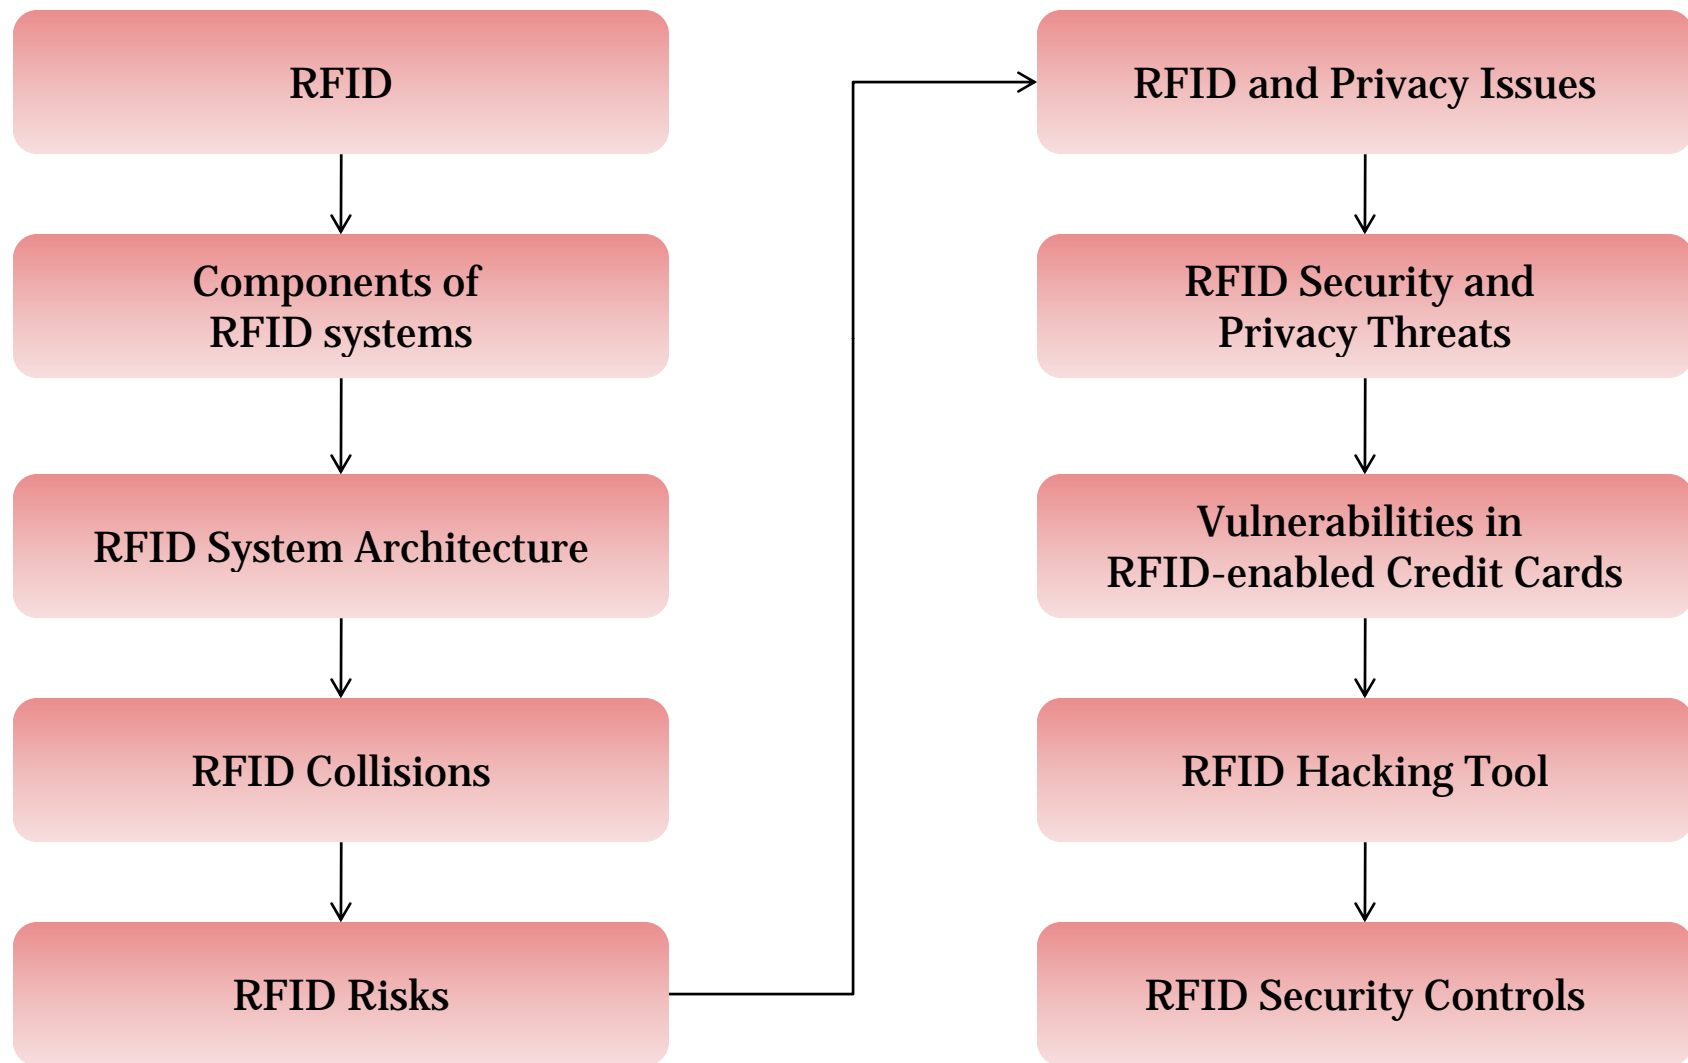 RFID
Components of
RFID systems
RFID System Architecture
RFID Collisions
RFID Risks
RFID and Privacy Issues
RFID Security and
Privacy Threats
Vulnerabilities in
RFID-enabled Credit Cards
RFID Hacking Tool
RFID Security Controls